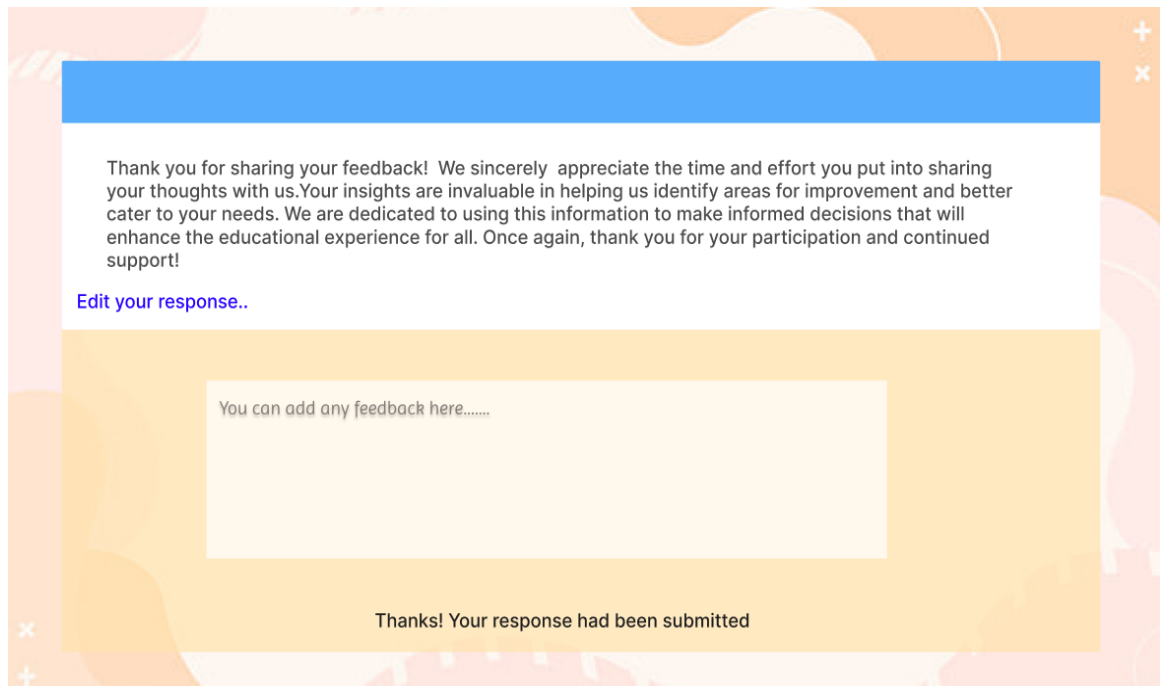 Thank you for sharing your feedback!  We sincerely  appreciate the time and effort you put into sharing
your thoughts with us.Your insights are invaluable in helping us identify areas for improvement and better
cater to your needs. We are dedicated to using this information to make informed decisions that will
enhance the educational experience for all. Once again, thank you for your participation and continued
support!
Edit your response..
You can add any feedback here.......
Thanks! Your response had been submitted